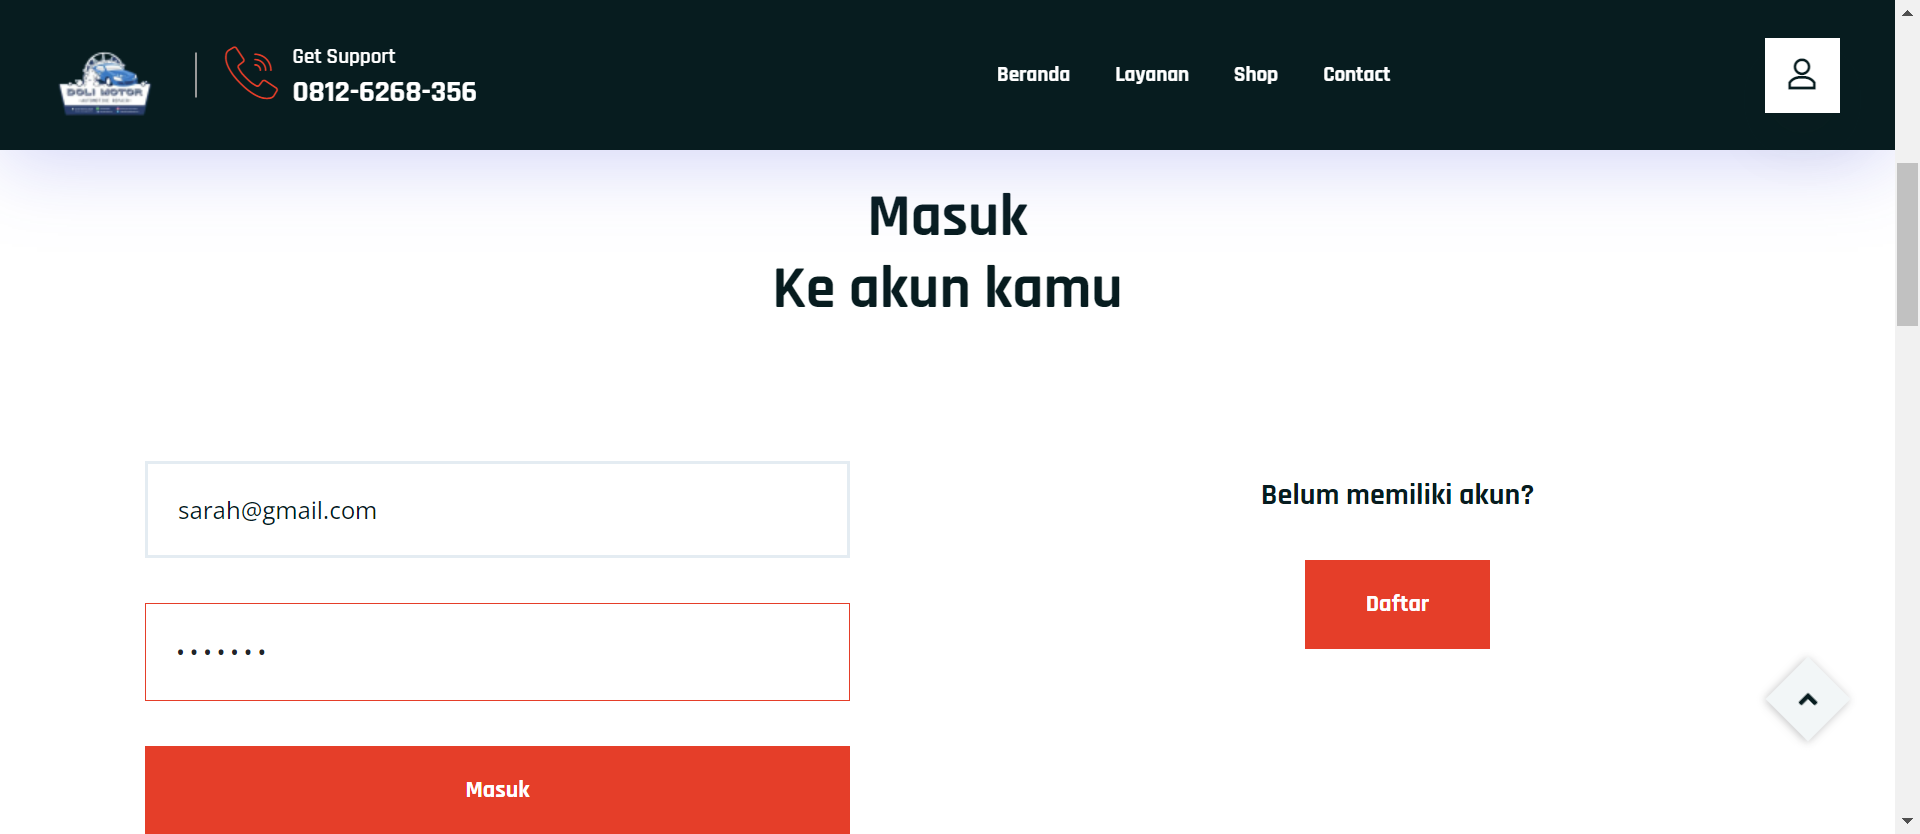 DOLI MOTOR
Get Support
0812-6268-356
Beranda
Layanan
Shop
Contact
Masuk
Ke akun kamu
sarah@gmail.com
Belum memiliki akun?
Daftar
Masuk